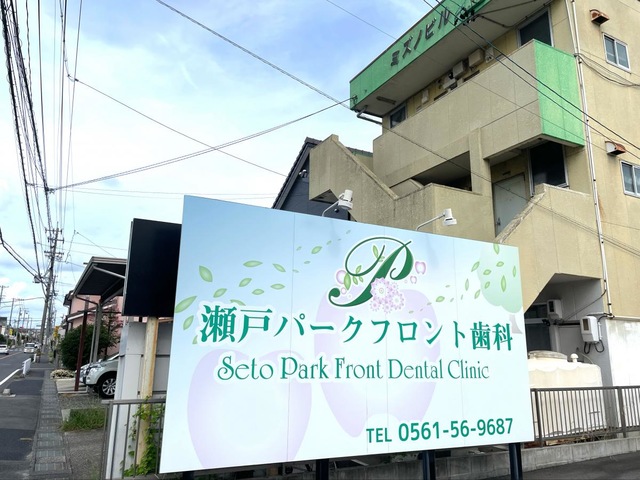 ミズノビル
P
瀬戸パークフロント歯科
Seto Park Front Dental Clinic
TEL 0561-56-9687